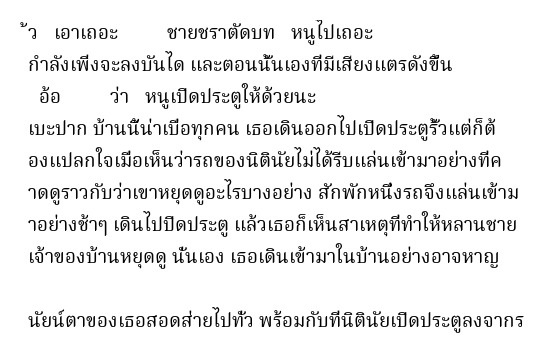 ้ว เอาเถอะ ชายชราตัดบท หนูไปเถอะ
กำลังเพิ่งจะลงบันได และตอนนั้นเองที่มีเสียงแตรดังขึ้น
อ้อ ว่า หนูเปิดประตูให้ด้วยนะ
เบะปาก บ้านนี้น่าเบื่อทุกคน เธอเดินออกไปเปิดประตูรั้วแต่ก็ต้
องแปลกใจเมื่อเห็นว่ารถของนิตินัยไม่ได้รีบแล่นเข้ามาอย่างที่ค
าดดูราวกับว่าเขาหยุดดูอะไรบางอย่าง สักพักหนึ่งรถจึงแล่นเข้าม
าอย่างช้าๆ เดินไปปิดประตู แล้วเธอก็เห็นสาเหตุที่ทำให้หลานชาย
เจ้าของบ้านหยุดดู นั่นเอง เธอเดินเข้ามาในบ้านอย่างอาจหาญ
นัยน์ตาของเธอสอดส่ายไปทั่ว พร้อมกับที่นิตินัยเปิดประตูลงจากร